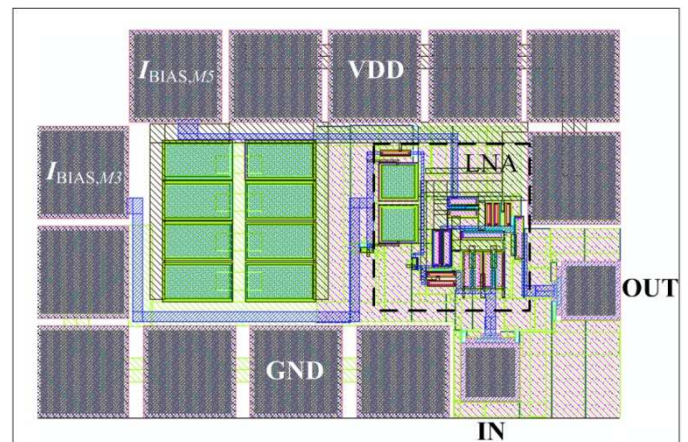 IBIAS,M5
VDD
IBIAS,M3
LNA
OUT
GND
IN